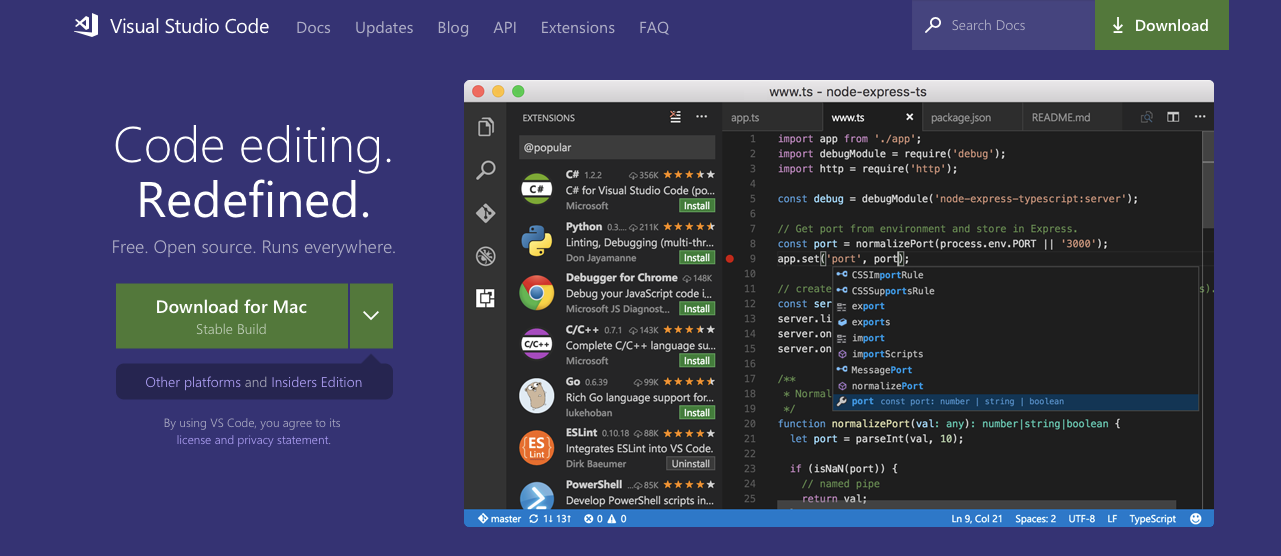 Visual Studio Code Docs Updates Blog API Extensions FAQ Search Docs Download
Code editing.
Redefined.
Free. Open source. Runs everywhere.
Download for Mac
Stable Build
Other platforms and Insiders Edition
By using VS Code, you agree to its
license and privacy statement.
www.ts - node-express-ts
EXTENSIONS
@popular
C# 1.2.2 356K
C# for Visual Studio Code (po...
Microsoft Install
Python 0.3.... 211K
Linting, Debugging (multi-thr...
Don Jayamanne Install
Debugger for Chrome 148K
Debug your JavaScript code i...
Microsoft JS Diagnost... Install
C/C++ 0.7.1 143K
Complete C/C++ language su...
Microsoft Install
Go 0.6.39 99K
Rich Go language support for...
lukehoban Install
ESLint 0.10.18 88K
Integrates ESLint into VS Code.
Dirk Baeumer Uninstall
PowerShell ... 85K
Develop PowerShell scripts in...
C#
C/C++
ES
Lint
app.ts www.ts package.json README.md
1 import app from './app';
2 import debugModule = require('debug');
3 import http = require('http');
4
5 const debug = debugModule('node-express-typescript:server');
6
7 // Get port from environment and store in Express.
8 const port = normalizePort(process.env.PORT || '3000');
9 app.set('port', port);
10
11 // create s).
12 const ser
13 server.li
14 server.on
15 server.on
16
17 /**
18 * Normal
19 */
20 function normalizePort(val: any): number|string|boolean {
21 let port = parseInt(val, 10);
22
23 if (isNaN(port)) {
24 // named pipe
25 return val;
CSSImportRule
CSSSupportsRule
export
exports
import
importScripts
MessagePort
normalizePort
port const port: number | string | boolean
master 1↓ 13↑ 0 0 Ln 9, Col 21 Spaces: 2 UTF-8 LF TypeScript